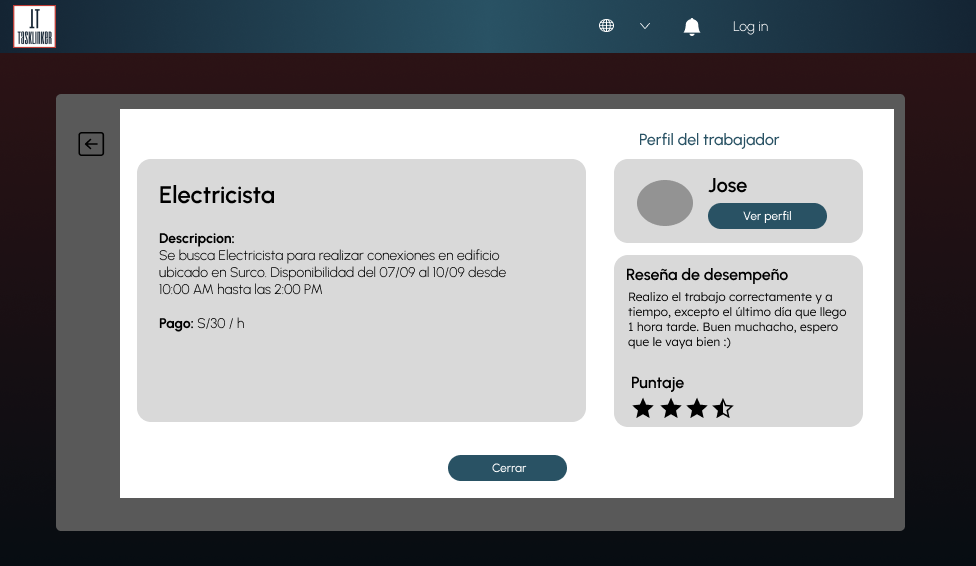 IT
TASKLINKER
Log in
Perfil del trabajador
Electricista
Descripcion:
Se busca Electricista para realizar conexiones en edificio
ubicado en Surco. Disponibilidad del 07/09 al 10/09 desde
10:00 AM hasta las 2:00 PM
Pago: S/30 / h
Jose
Ver perfil
Reseña de desempeño
Realizo el trabajo correctamente y a
tiempo, excepto el último día que llego
1 hora tarde. Buen muchacho, espero
que le vaya bien :)
Puntaje
Cerrar